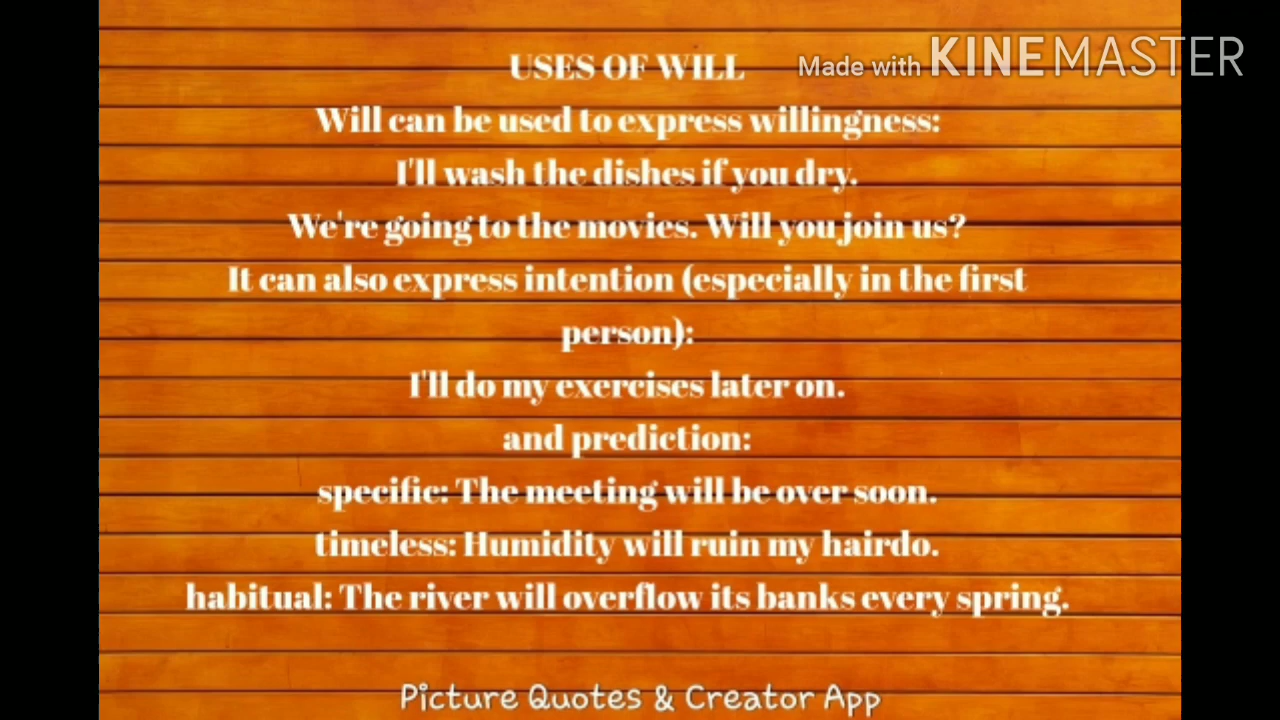 USES OF WILL
Made with KINEMASTER
Will can be used to express willingness:
I'll wash the dishes if you dry.
We're going to the movies. Will you join us?
It can also express intention (especially in the first
person):
I'll do my exercises later on.
and prediction:
specific: The meeting will be over soon.
timeless: Humidity will ruin my hairdo.
habitual: The river will overflow its banks every spring.
Picture Quotes & Creator App